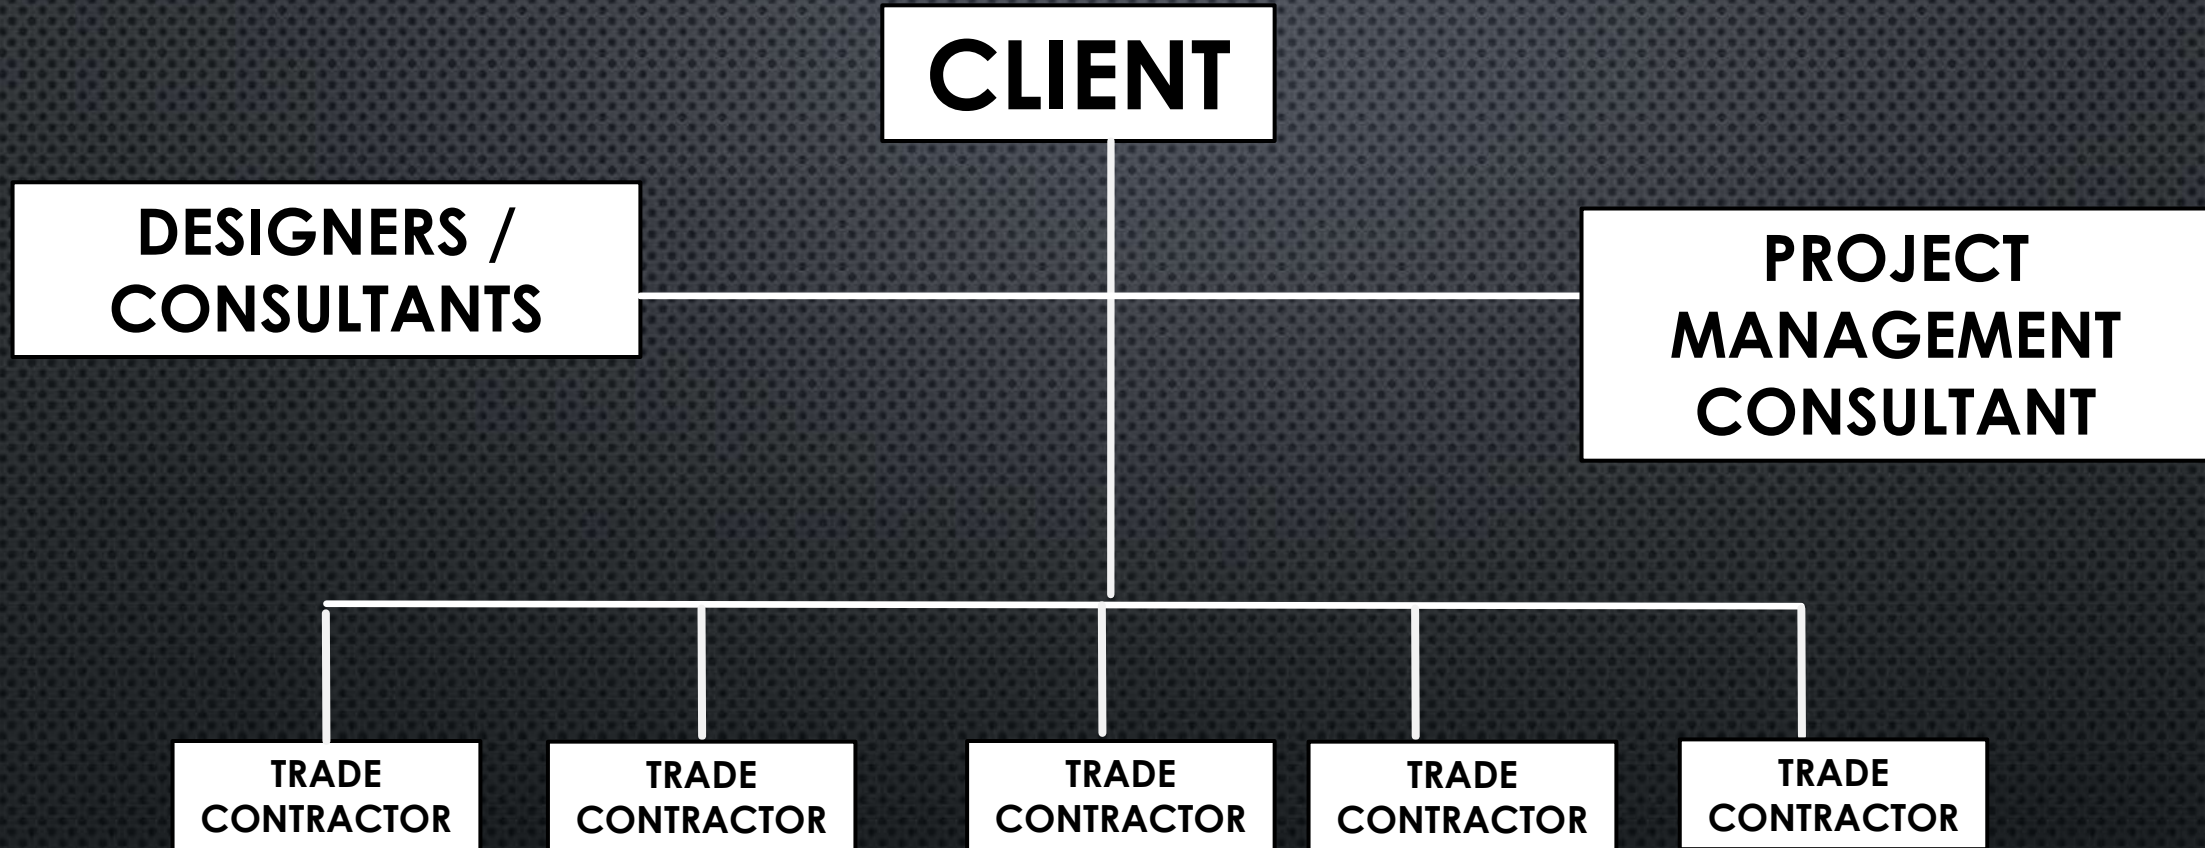 CLIENT
DESIGNERS /
CONSULTANTS
PROJECT
MANAGEMENT
CONSULTANT
TRADE
CONTRACTOR
TRADE
CONTRACTOR
TRADE
CONTRACTOR
TRADE
CONTRACTOR
TRADE
CONTRACTOR